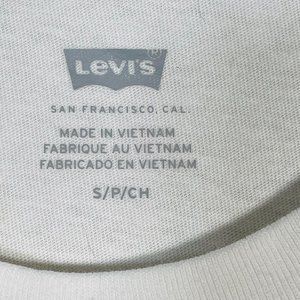 Levi's®
SAN FRANCISCO, CAL.
MADE IN VIETNAM
FABRIQUE AU VIETNAM
FABRICADO EN VIETNAM
S/P/CH